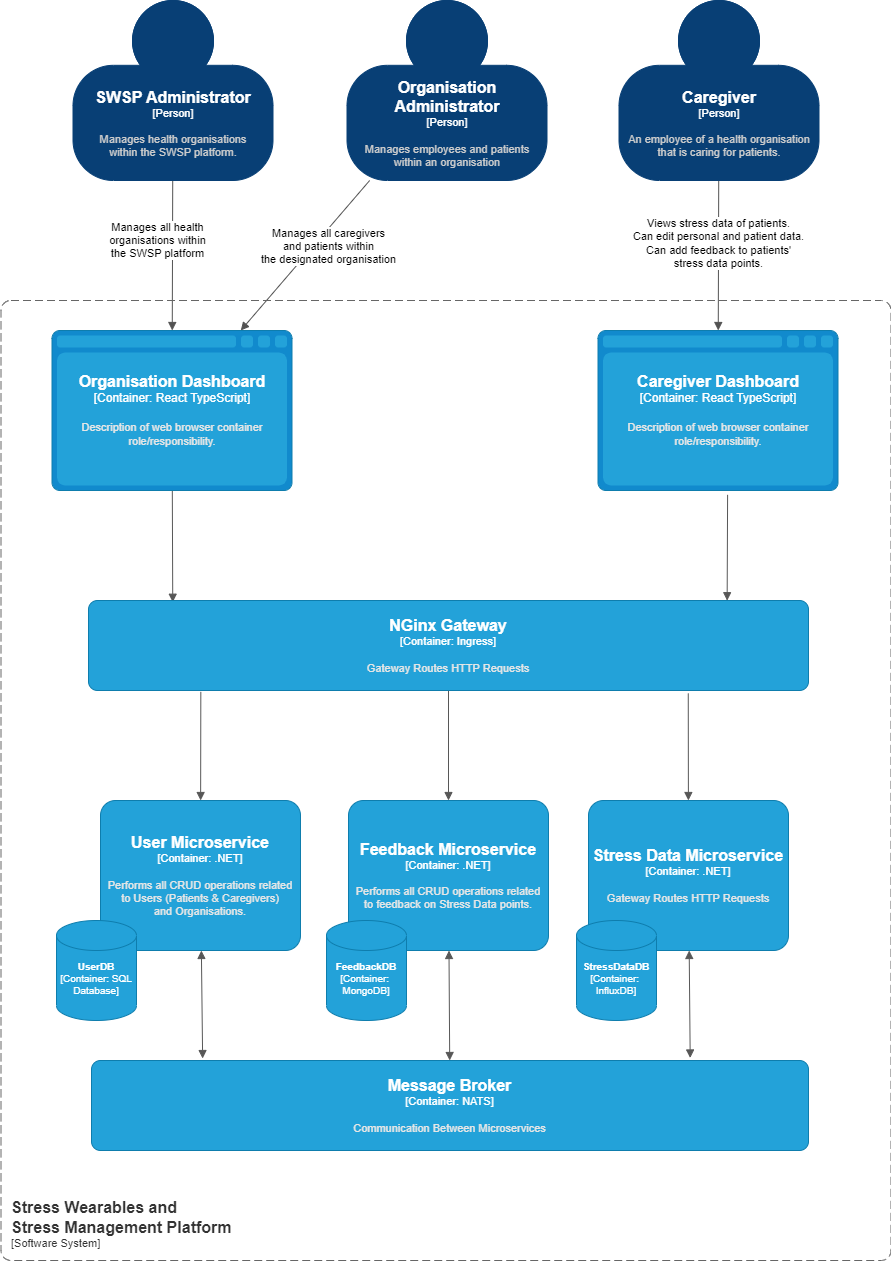 SWSP Administrator
[Person]
Manages health organisations
within the SWSP platform.
Organisation
Administrator
[Person]
Manages employees and patients
within an organisation
Caregiver
[Person]
An employee of a health organisation
that is caring for patients.
Manages all health
organisations within
the SWSP platform
Manages all caregivers
and patients within
the designated organisation
Views stress data of patients.
Can edit personal and patient data.
Can add feedback to patients'
stress data points.
Organisation Dashboard
[Container: React TypeScript]
Description of web browser container
role/responsibility.
Caregiver Dashboard
[Container: React TypeScript]
Description of web browser container
role/responsibility.
NGinx Gateway
[Container: Ingress]
Gateway Routes HTTP Requests
User Microservice
[Container: .NET]
Performs all CRUD operations related
to Users (Patients & Caregivers)
and Organisations.
Feedback Microservice
[Container: .NET]
Performs all CRUD operations related
to feedback on Stress Data points.
Stress Data Microservice
[Container: .NET]
Gateway Routes HTTP Requests
UserDB
[Container: SQL
Database]
FeedbackDB
[Container:
MongoDB]
StressDataDB
[Container:
InfluxDB]
Message Broker
[Container: NATS]
Communication Between Microservices
Stress Wearables and
Stress Management Platform
[Software System]